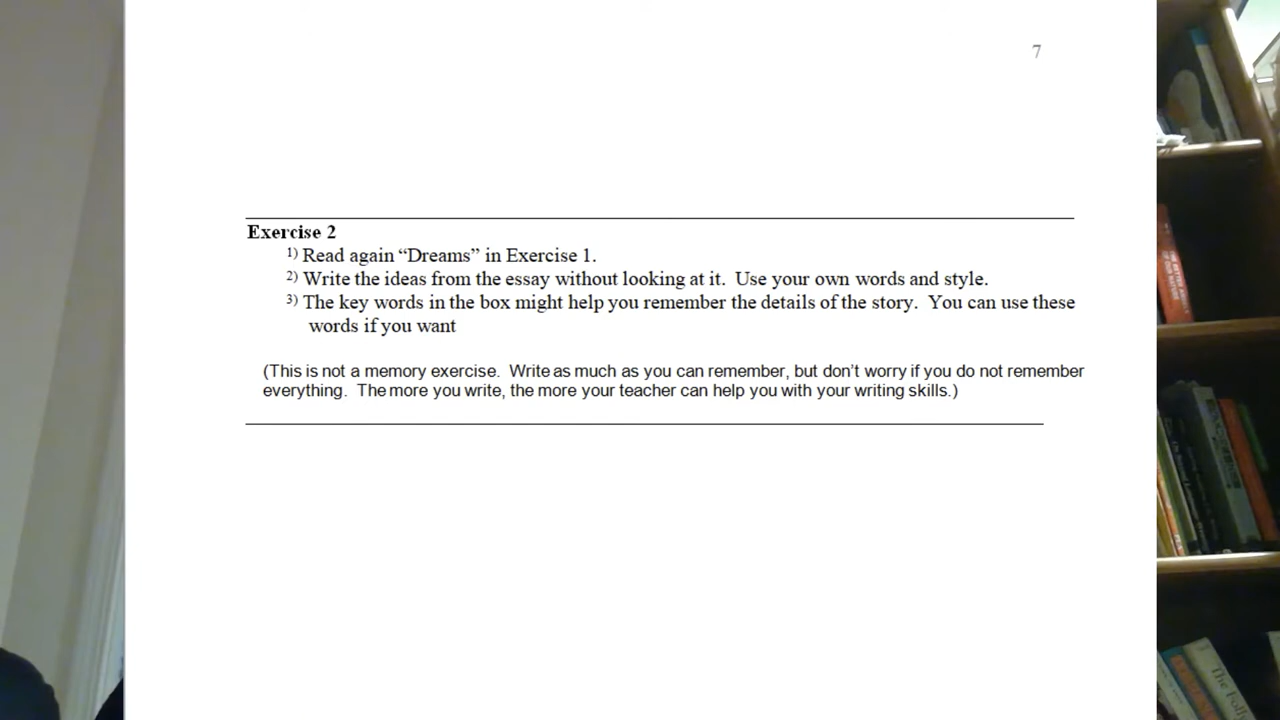 7
Exercise 2
1) Read again “Dreams” in Exercise 1.
2) Write the ideas from the essay without looking at it.  Use your own words and style.
3) The key words in the box might help you remember the details of the story.  You can use these
words if you want
(This is not a memory exercise.  Write as much as you can remember, but don’t worry if you do not remember
everything.  The more you write, the more your teacher can help you with your writing skills.)